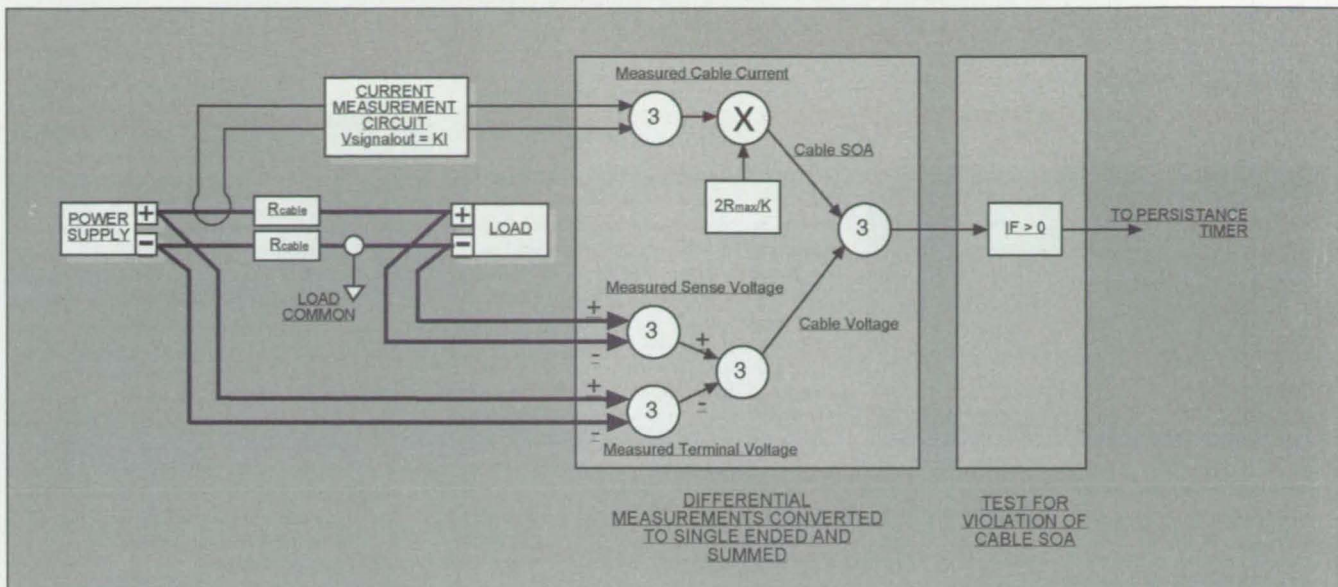 CURRENT
MEASUREMENT
CIRCUIT
Vsignalout = KI
Measured Cable Current
3
X
Cable SOA
2Rmax/K
POWER
SUPPLY
+
-
Rcable
Rcable
+
-
LOAD
LOAD
COMMON
3
IF > 0
TO PERSISTANCE
TIMER
Measured Sense Voltage
+
-
3
+
-
3
Cable Voltage
+
-
3
Measured Terminal Voltage
DIFFERENTIAL
MEASUREMENTS CONVERTED
TO SINGLE ENDED AND
SUMMED
TEST FOR
VIOLATION OF
CABLE SOA